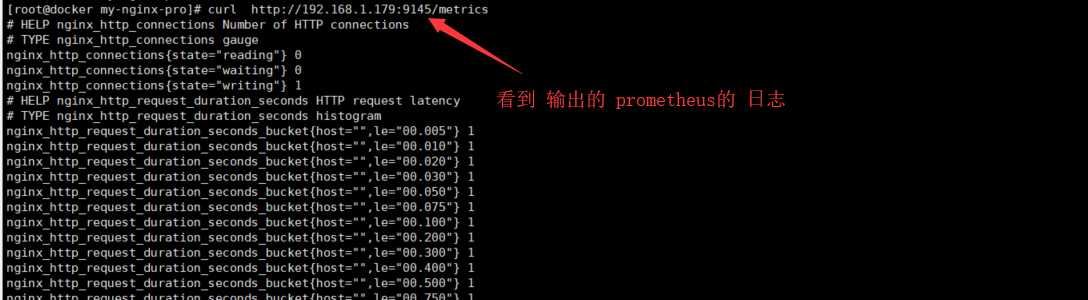 [root@docker my-nginx-pro]# curl  http://192.168.1.179:9145/metrics
# HELP nginx_http_connections Number of HTTP connections
# TYPE nginx_http_connections gauge
nginx_http_connections{state="reading"} 0
nginx_http_connections{state="waiting"} 0
nginx_http_connections{state="writing"} 1
# HELP nginx_http_request_duration_seconds HTTP request latency
看到 输出的 prometheus的 日志
# TYPE nginx_http_request_duration_seconds histogram
nginx_http_request_duration_seconds_bucket{host="",le="00.005"} 1
nginx_http_request_duration_seconds_bucket{host="",le="00.010"} 1
nginx_http_request_duration_seconds_bucket{host="",le="00.020"} 1
nginx_http_request_duration_seconds_bucket{host="",le="00.030"} 1
nginx_http_request_duration_seconds_bucket{host="",le="00.050"} 1
nginx_http_request_duration_seconds_bucket{host="",le="00.075"} 1
nginx_http_request_duration_seconds_bucket{host="",le="00.100"} 1
nginx_http_request_duration_seconds_bucket{host="",le="00.200"} 1
nginx_http_request_duration_seconds_bucket{host="",le="00.300"} 1
nginx_http_request_duration_seconds_bucket{host="",le="00.400"} 1
nginx_http_request_duration_seconds_bucket{host="",le="00.500"} 1
nginx_http_request_duration_seconds_bucket{host="",le="00.750"} 1